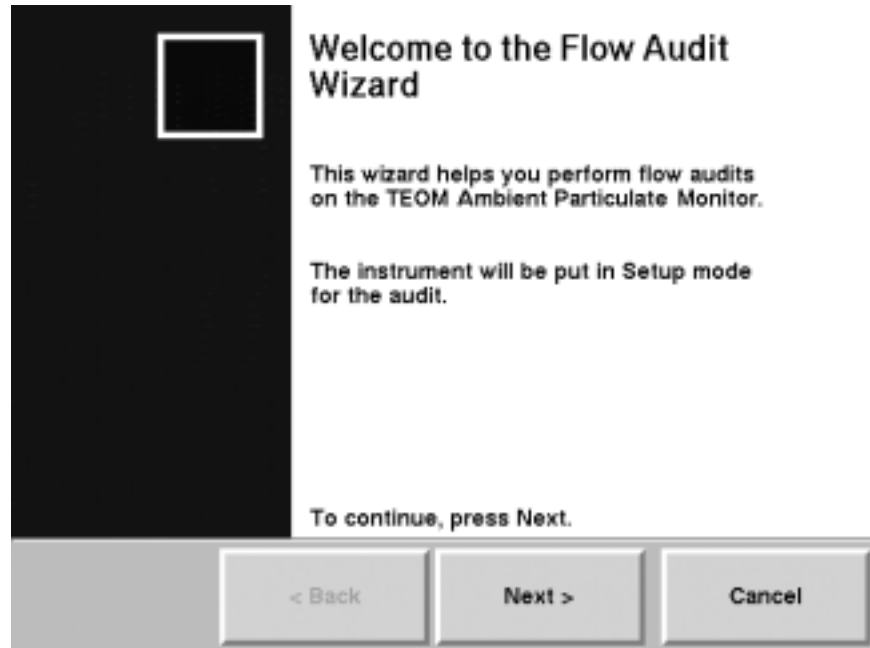 Welcome to the Flow Audit
Wizard
This wizard helps you perform flow audits
on the TEOM Ambient Particulate Monitor.
The instrument will be put in Setup mode
for the audit.
To continue, press Next.
< Back
Next >
Cancel